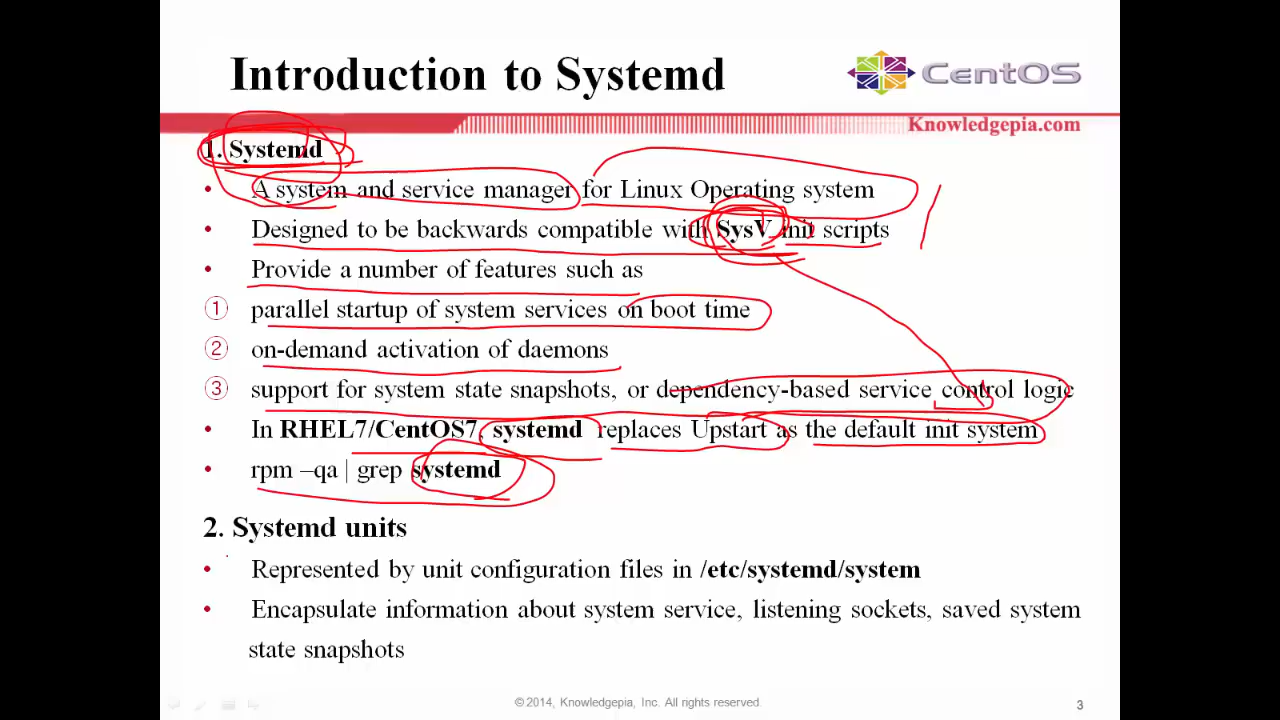 Introduction to Systemd
CentOS
Knowledgepia.com
1. Systemd
• A system and service manager for Linux Operating system
• Designed to be backwards compatible with SysV init scripts
• Provide a number of features such as
① parallel startup of system services on boot time
② on-demand activation of daemons
③ support for system state snapshots, or dependency-based service control logic
• In RHEL7/CentOS7, systemd replaces Upstart as the default init system
• rpm –qa | grep systemd
2. Systemd units
• Represented by unit configuration files in /etc/systemd/system
• Encapsulate information about system service, listening sockets, saved system
state snapshots
© 2014, Knowledgepia, Inc. All rights reserved.
3